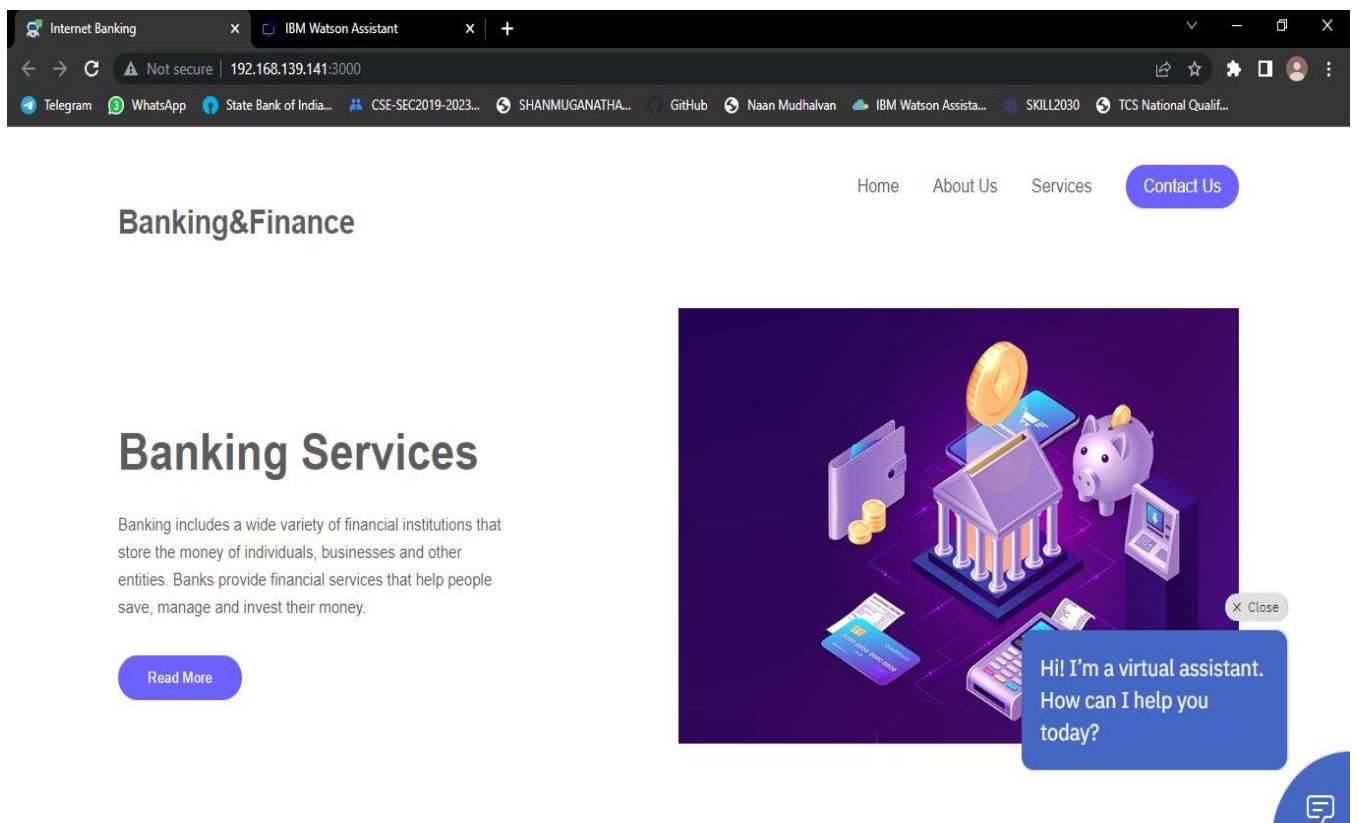 Internet Banking
IBM Watson Assistant
Not secure | 192.168.139.141:3000
Telegram WhatsApp State Bank of India... CSE-SEC2019-2023... SHANMUGANATHA... GitHub Naan Mudhalvan IBM Watson Assista... SKILL2030 TCS National Qualif...
Home About Us Services Contact Us
Banking&Finance
Banking Services
Banking includes a wide variety of financial institutions that
store the money of individuals, businesses and other
entities. Banks provide financial services that help people
save, manage and invest their money.
Read More
Close
Hi! I'm a virtual assistant.
How can I help you
today?